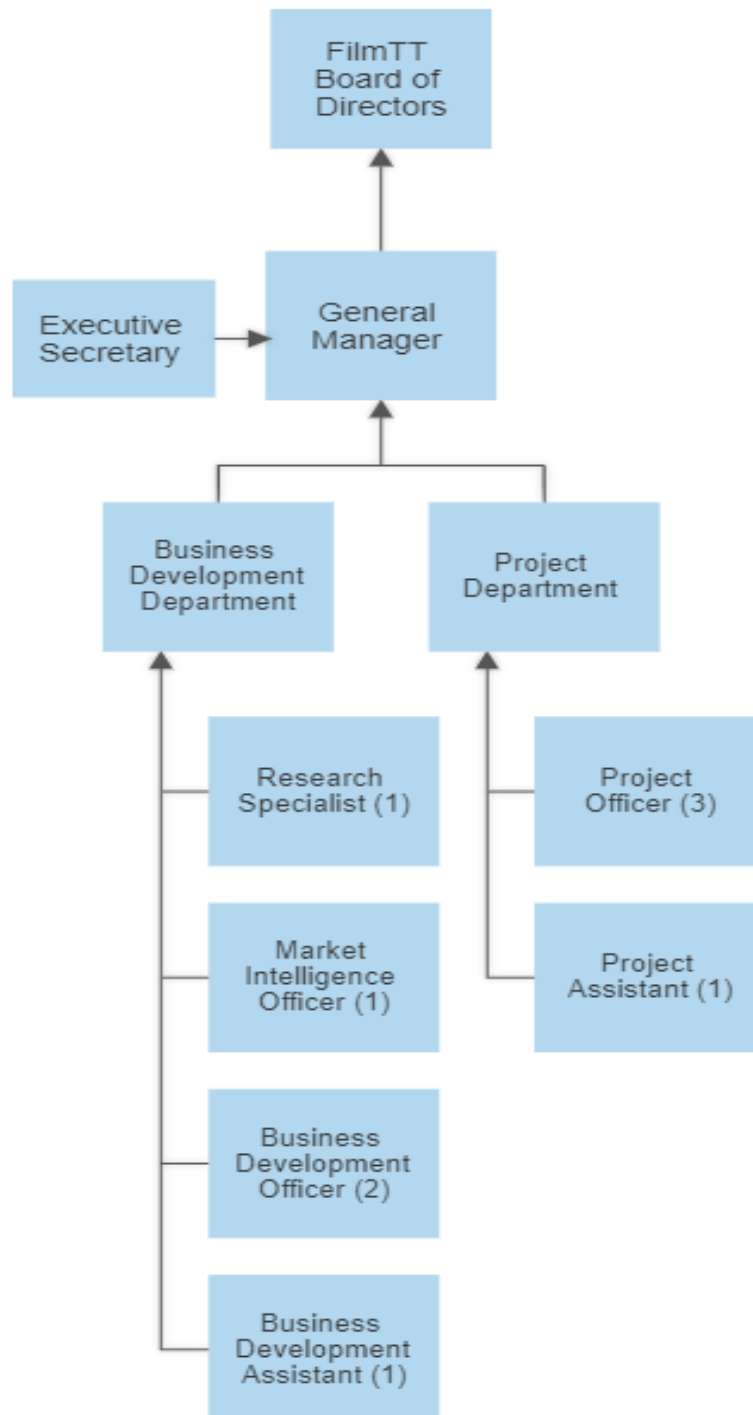 FilmTT
Board of
Directors
Executive
Secretary
General
Manager
Business
Development
Department
Project
Department
Research
Specialist (1)
Project
Officer (3)
Market
Intelligence
Officer (1)
Project
Assistant (1)
Business
Development
Officer (2)
Business
Development
Assistant (1)